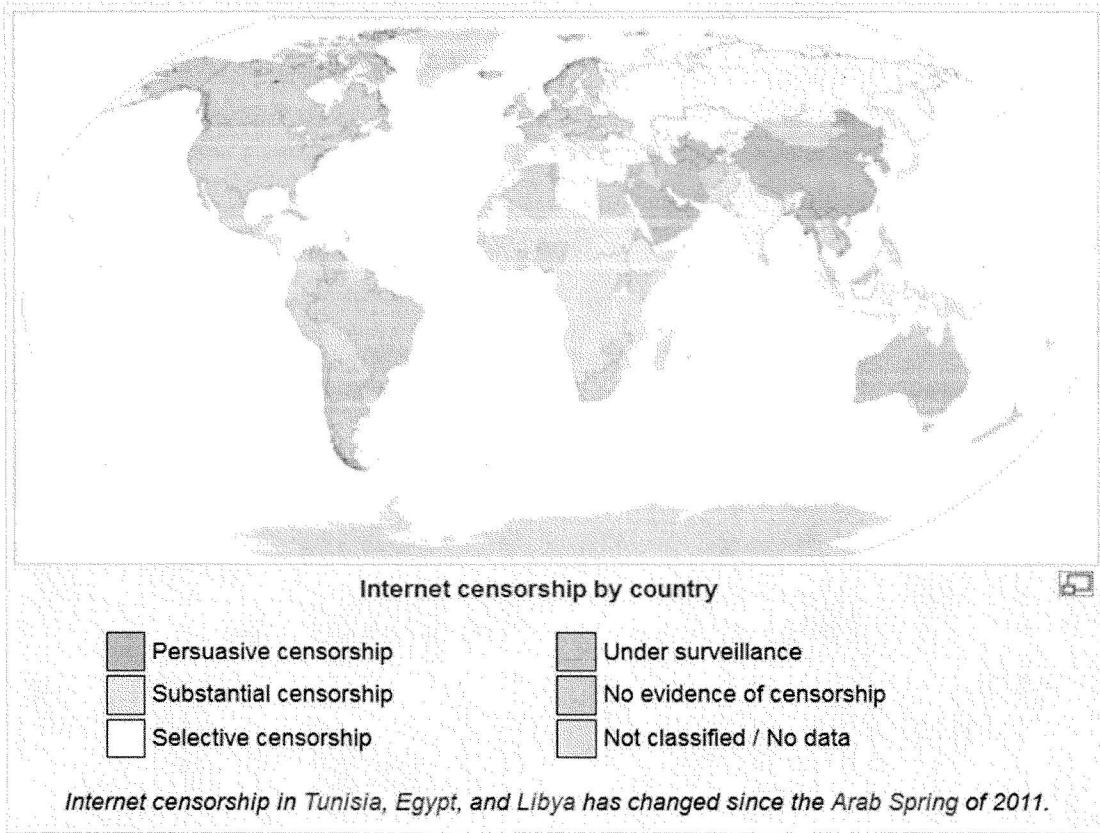 Internet censorship by country
Persuasive censorship
Under surveillance
Substantial censorship
No evidence of censorship
Selective censorship
Not classified / No data
Internet censorship in Tunisia, Egypt, and Libya has changed since the Arab Spring of 2011.